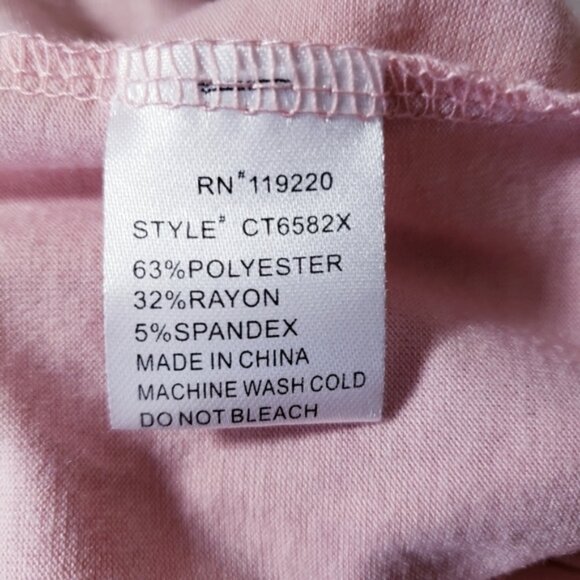 RN#119220
STYLE# CT6582X
63%POLYESTER
32%RAYON
5%SPANDEX
MADE IN CHINA
MACHINE WASH COLD
DO NOT BLEACH